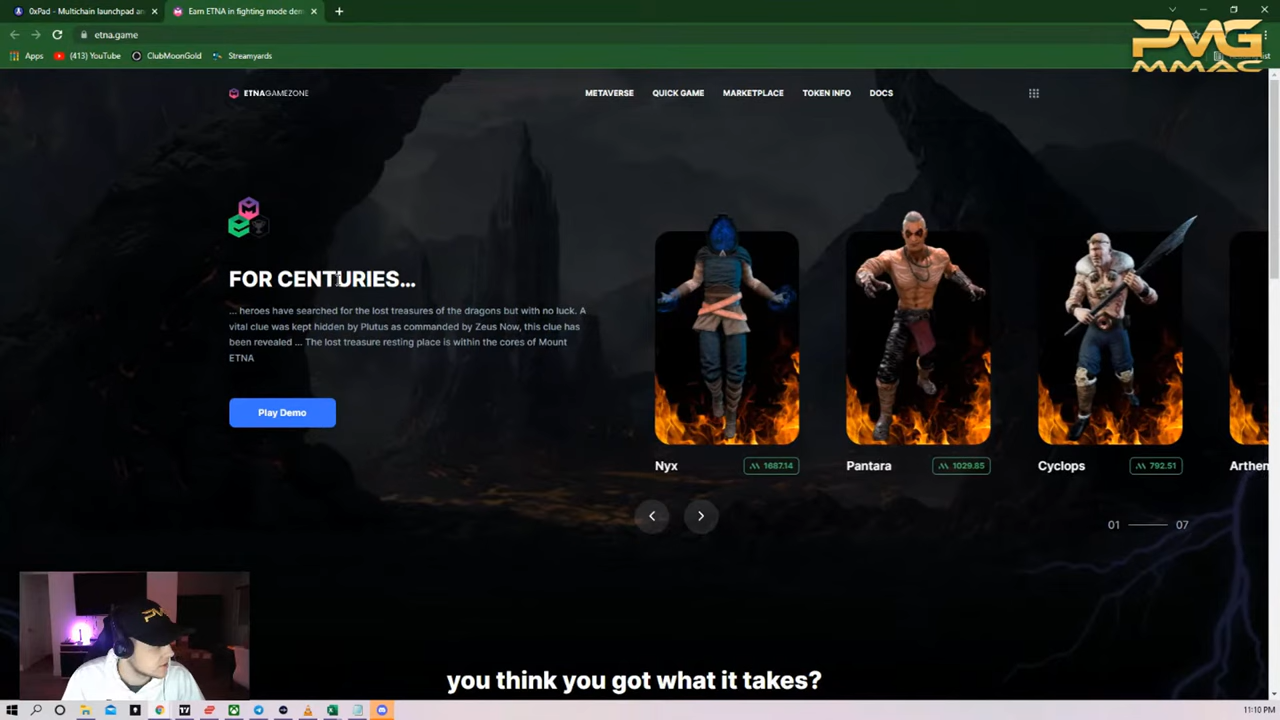 0xPad - Multichain launchpad an
Earn ETNA in fighting mode den
etna.game
Apps
(413) YouTube
ClubMoonGold
Streamyards
PMG
MMAC
ETNAGAMEZONE
METAVERSE
QUICK GAME
MARKETPLACE
TOKEN INFO
DOCS
FOR CENTURIES...
... heroes have searched for the lost treasures of the dragons but with no luck. A
vital clue was kept hidden by Plutus as commanded by Zeus Now, this clue has
been revealed ... The lost treasure resting place is within the cores of Mount
ETNA
Play Demo
Nyx
1687.14
Pantara
1029.85
Cyclops
792.51
Arthem
01
07
you think you got what it takes?
11:10 PM